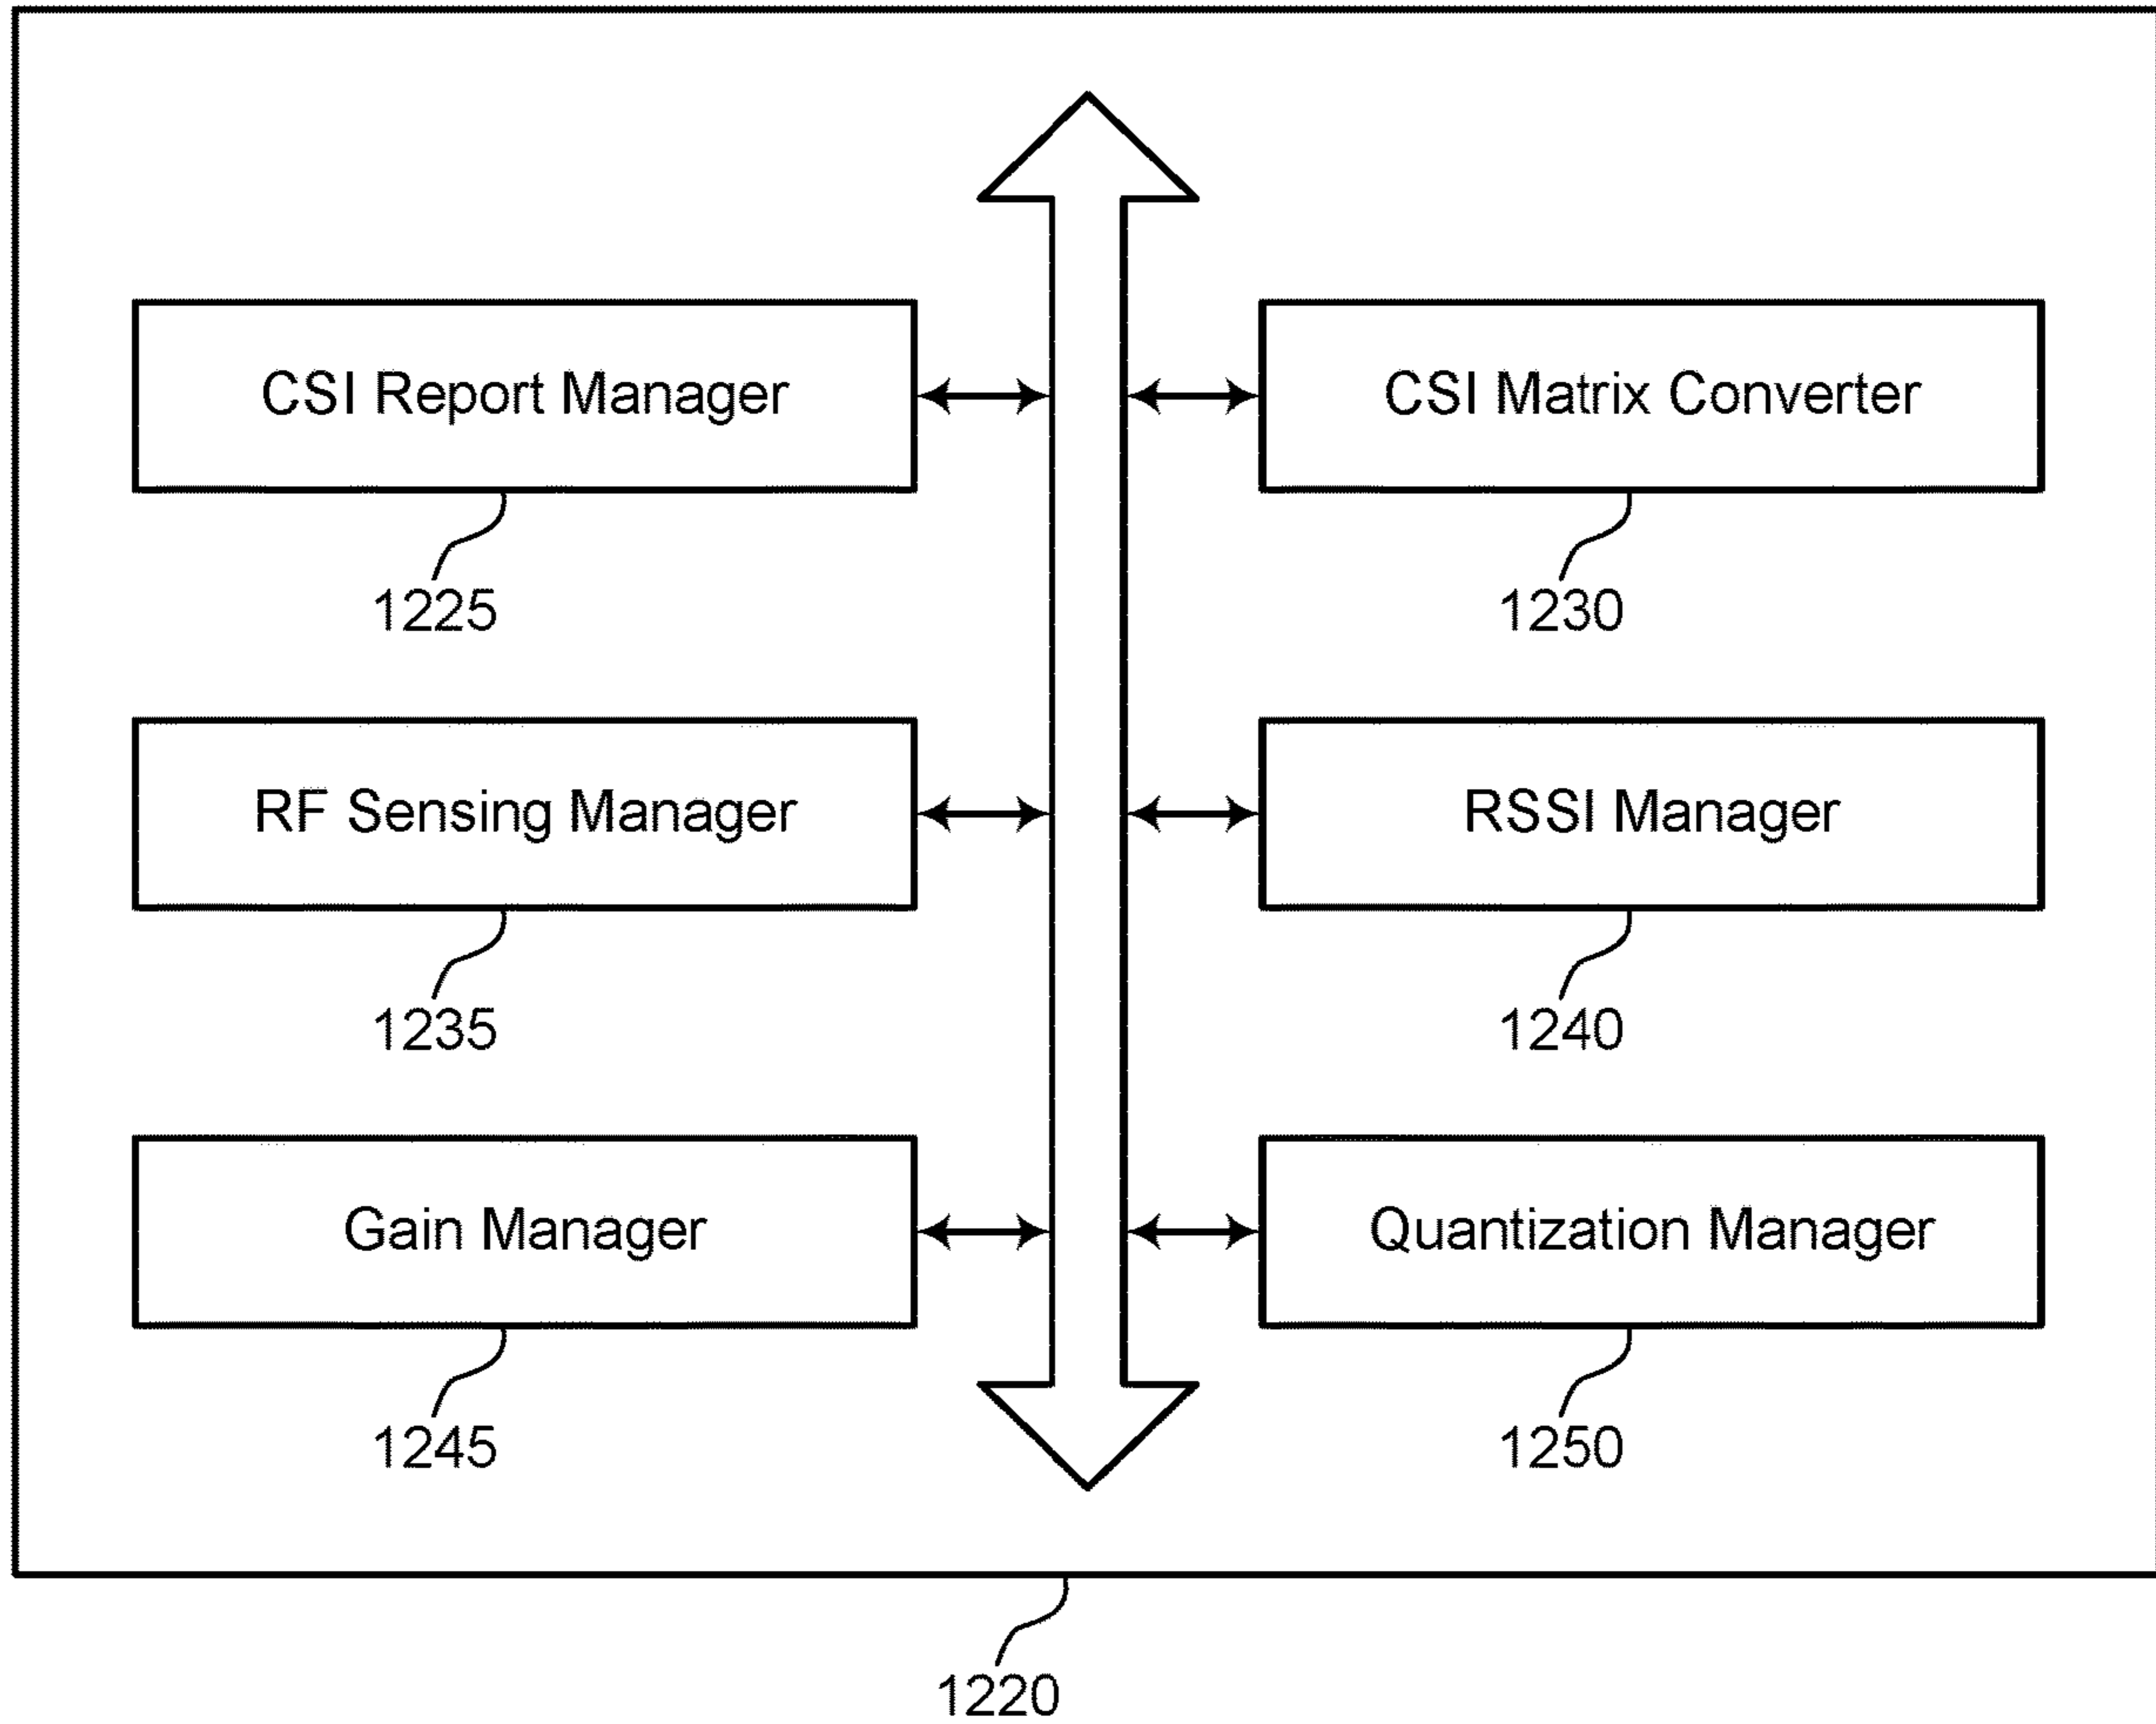 CSI Report Manager
CSI Matrix Converter
1225
1230
RF Sensing Manager
RSSI Manager
1235
1240
Gain Manager
Quantization Manager
1245
1250
1220